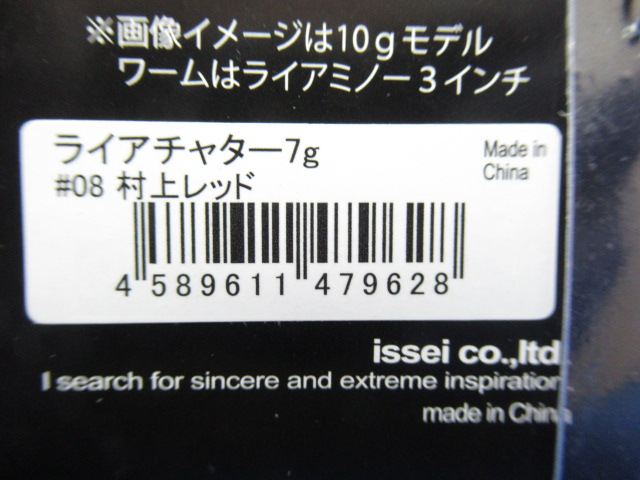 ※画像イメージは10gモデル
ワームはライアミノー3インチ
ライアチャター7g
#08 村上レッド
Made in
China
4 589611 479628
issei co.,ltd
I search for sincere and extreme inspiration
made in China